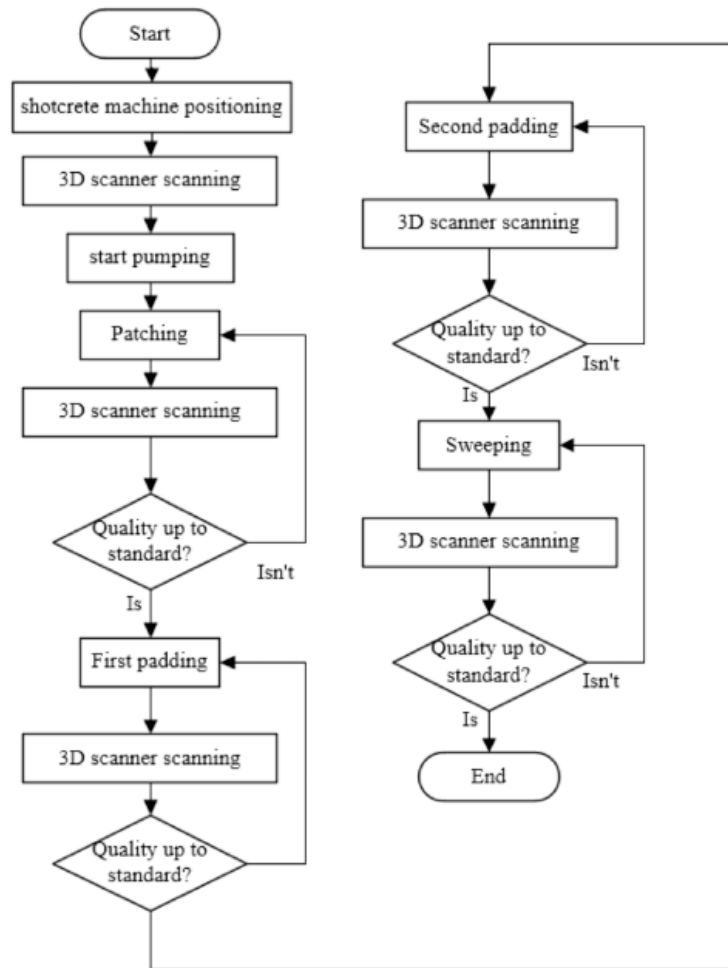 Start
shotcrete machine positioning
3D scanner scanning
start pumping
Patching
3D scanner scanning
Quality up to
standard?
Isn't
Is
First padding
3D scanner scanning
Quality up to
standard?
Second padding
3D scanner scanning
Quality up to
standard?
Isn't
Is
Sweeping
3D scanner scanning
Quality up to
standard?
Isn't
Is
End